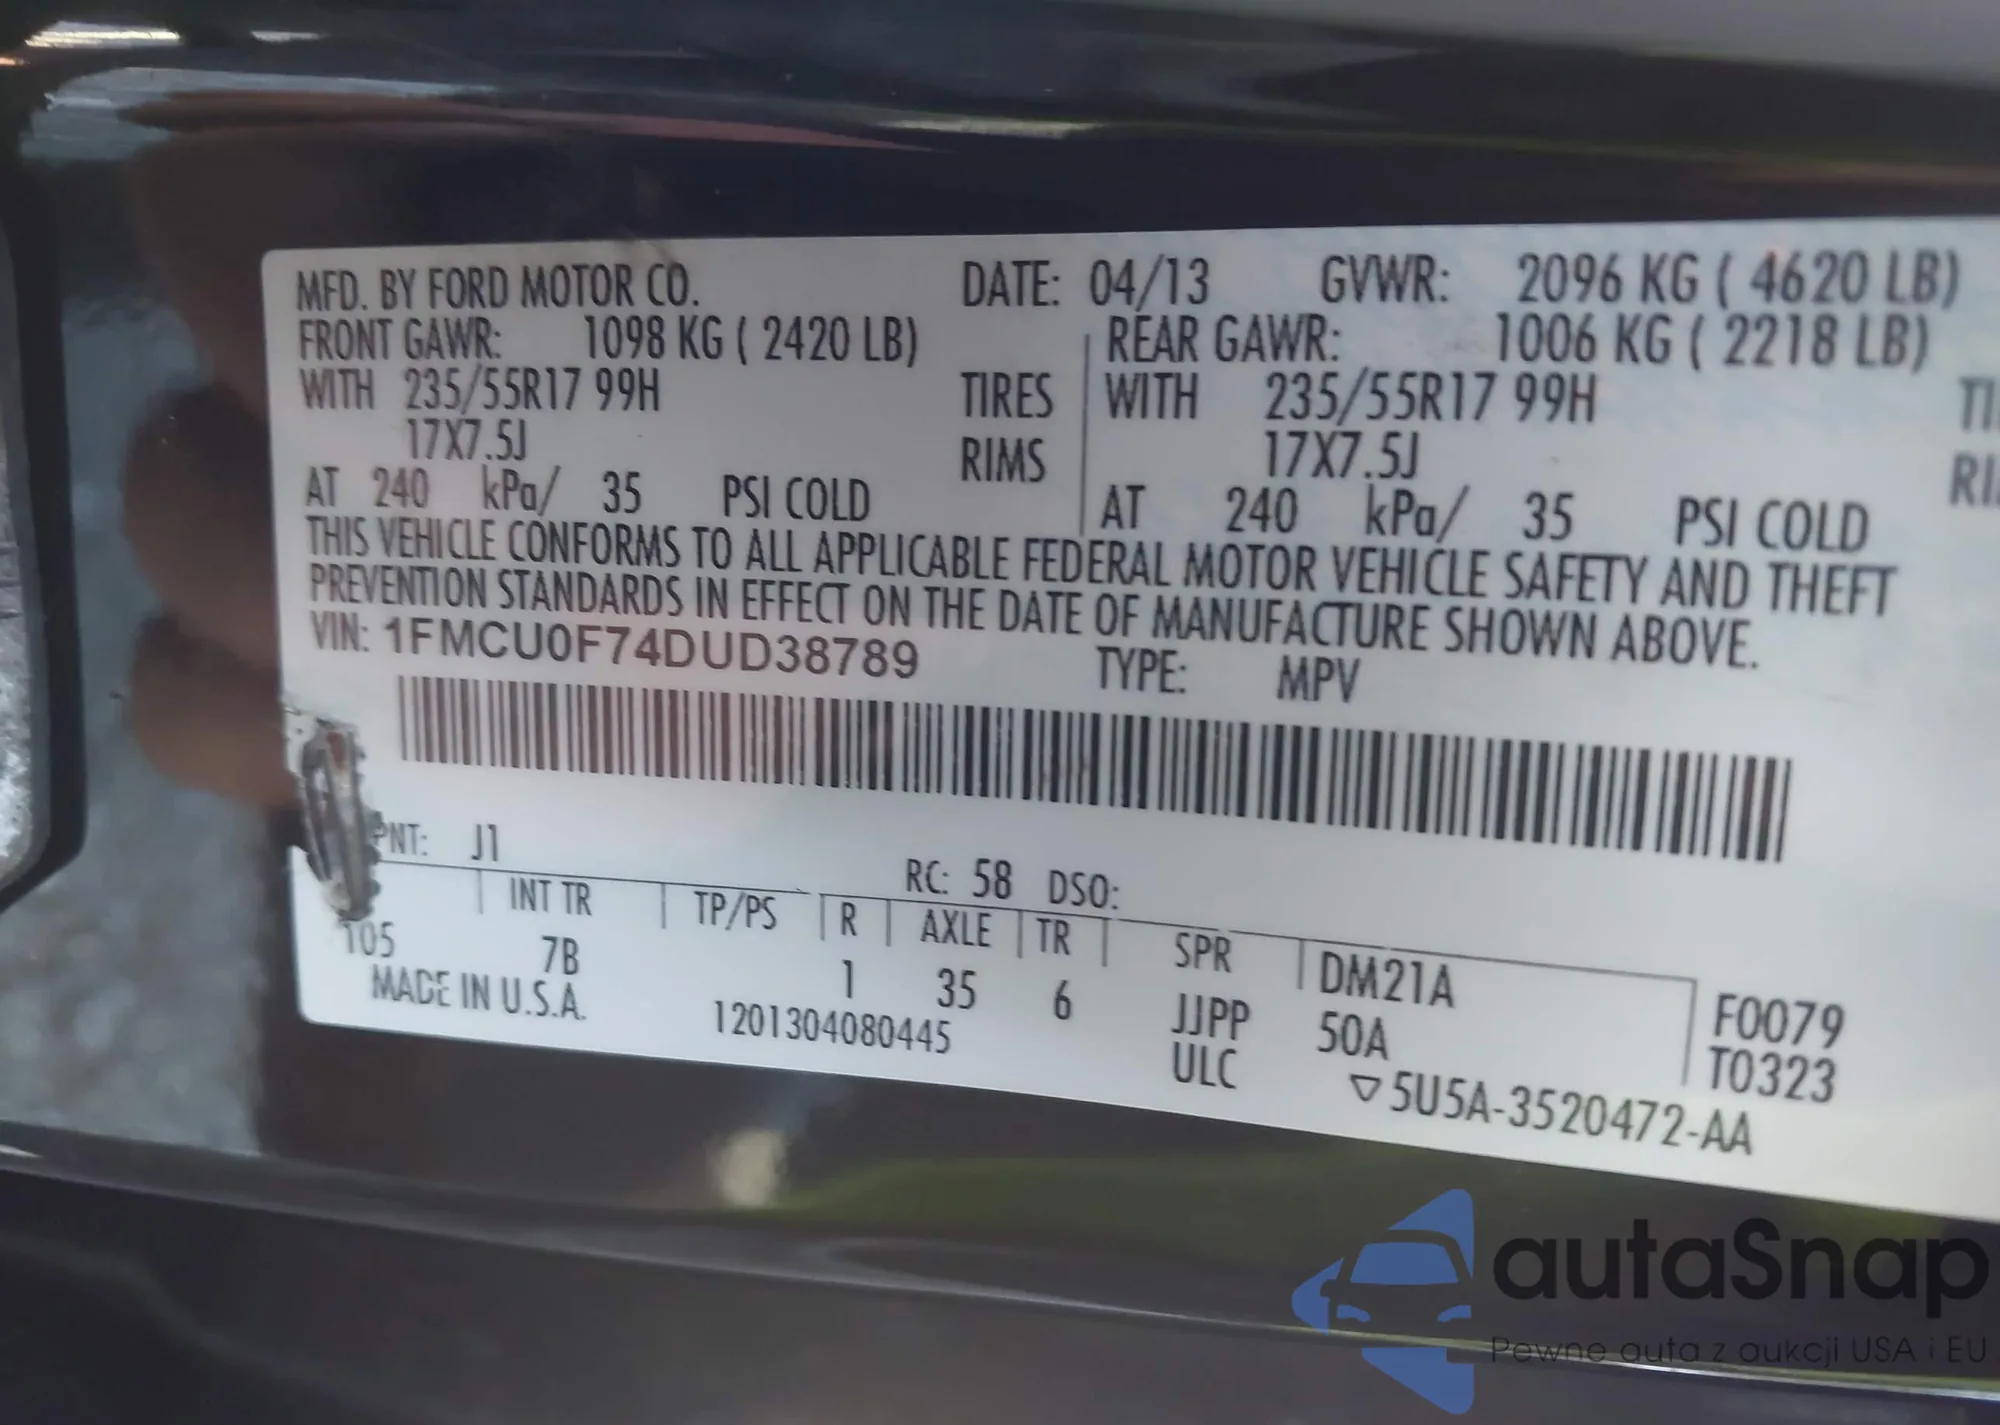 MFD. BY FORD MOTOR CO. DATE: 04/13 GVWR: 2096 KG ( 4620 LB)
FRONT GAWR: 1098 KG ( 2420 LB) REAR GAWR: 1006 KG ( 2218 LB)
WITH 235/55R17 99H TIRES WITH 235/55R17 99H TI
17X7.5J RIMS 17X7.5J RI
AT 240 kPa/ 35 PSI COLD AT 240 kPa/ 35 PSI COLD
THIS VEHICLE CONFORMS TO ALL APPLICABLE FEDERAL MOTOR VEHICLE SAFETY AND THEFT
PREVENTION STANDARDS IN EFFECT ON THE DATE OF MANUFACTURE SHOWN ABOVE.
VIN: 1FMCU0F74DUD38789 TYPE: MPV
PNT: J1 RC: 58 DSO:
INT TR TP/PS R AXLE TR SPR DM21A F0079
105 7B 1 35 6 JJPP 50A T0323
MADE IN U.S.A. 1201304080445 ULC ▽5U5A-3520472-AA
autaSnap
Pewne auta z aukcji USA i EU